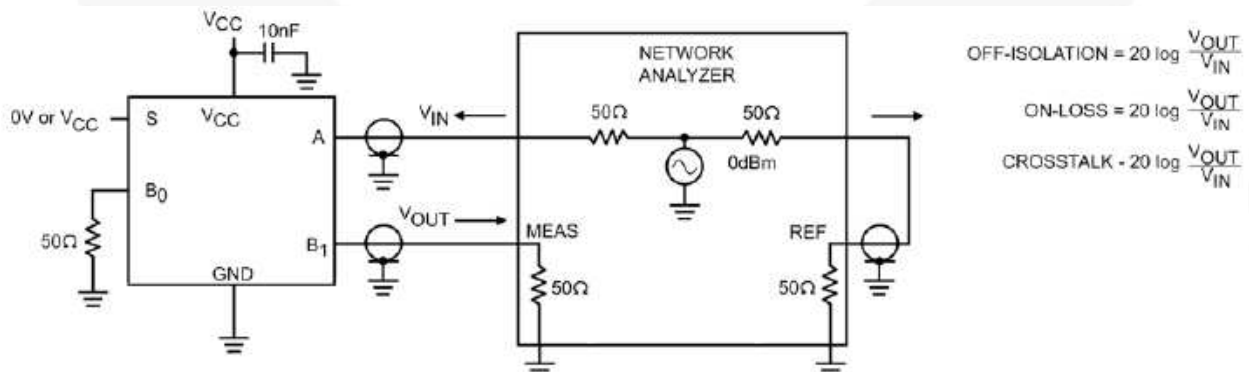 VCC
10nF
0V or VCC
S
VCC
A
B0
50Ω
B1
GND
VIN
VOUT
NETWORK
ANALYZER
50Ω
50Ω
0dBm
MEAS
REF
50Ω
50Ω
OFF-ISOLATION = 20 log VOUT/VIN
ON-LOSS = 20 log VOUT/VIN
CROSSTALK - 20 log VOUT/VIN